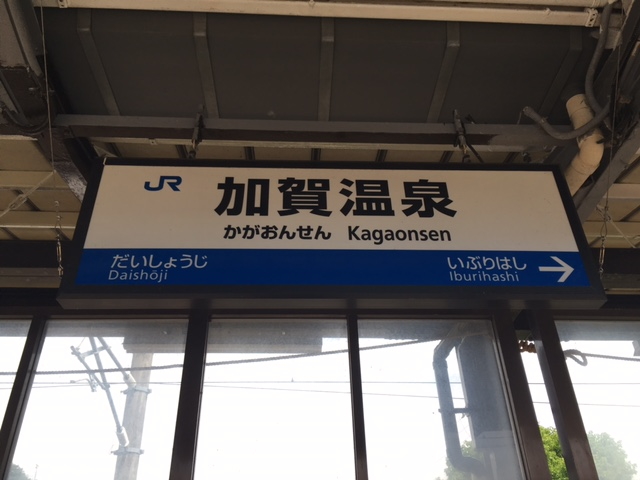 JR 加賀温泉
かがおんせん Kagaonsen
だいしょうじ いぶりはし
Daishōji Iburihashi